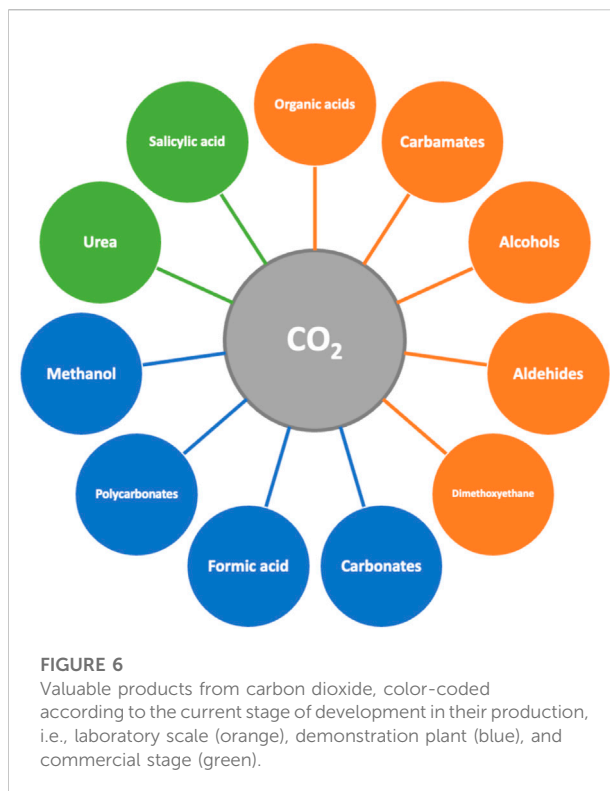 Organic acids
Salicylic acid
Carbamates
Urea
Alcohols
CO₂
Methanol
Aldehides
Polycarbonates
Dimethoxyethane
Formic acid
Carbonates
FIGURE 6
Valuable products from carbon dioxide, color-coded
according to the current stage of development in their production,
i.e., laboratory scale (orange), demonstration plant (blue), and
commercial stage (green).